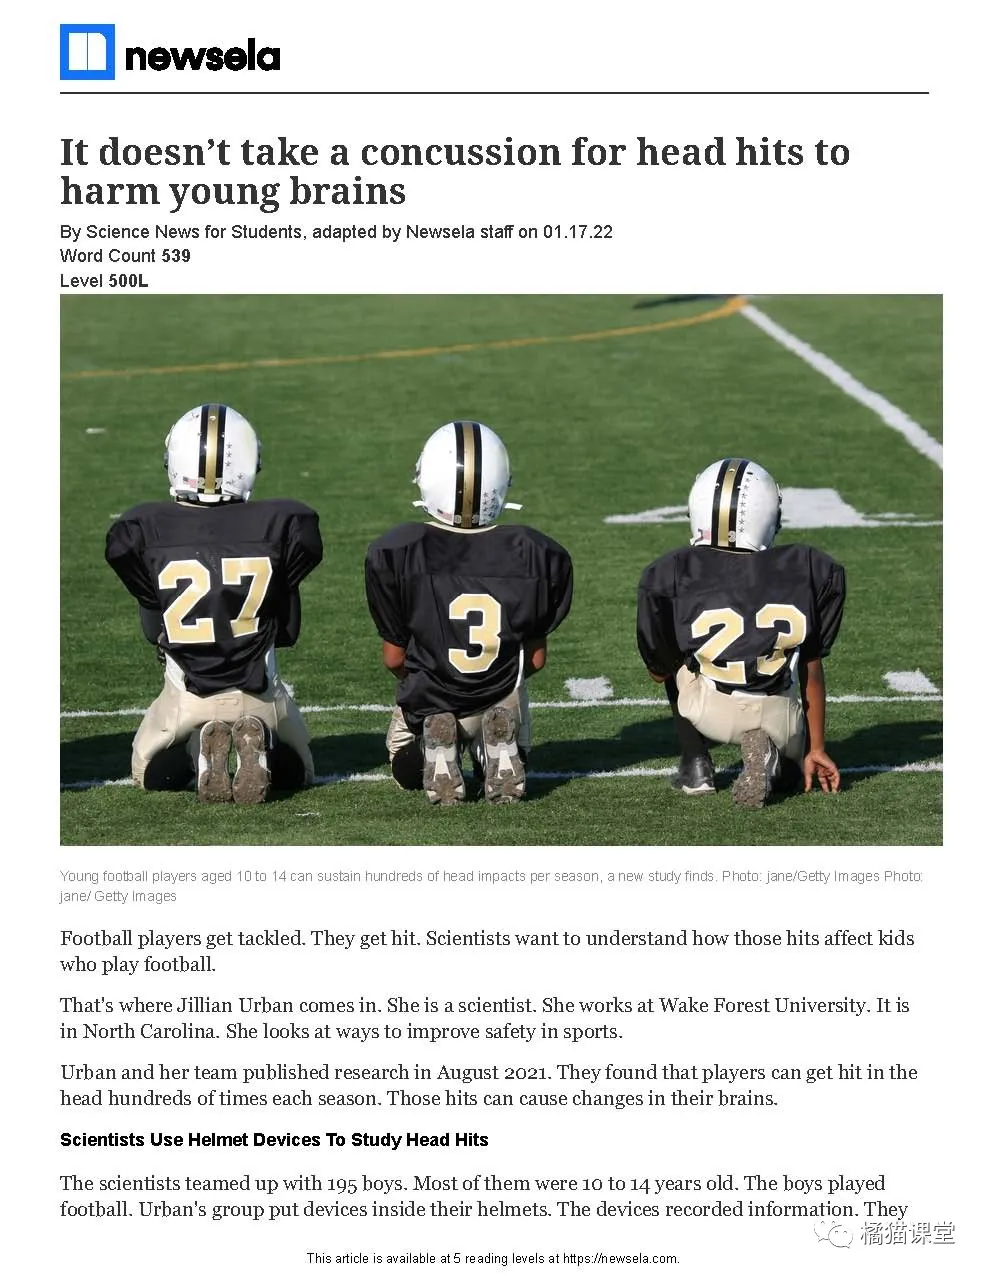 newsela
It doesn't take a concussion for head hits to
harm young brains
By Science News for Students, adapted by Newsela staff on 01.17.22
Word Count 539
Level 500L
27
3
23
Young football players aged 10 to 14 can sustain hundreds of head impacts per season, a new study finds. Photo: jane/Getty Images Photo:
jane/ Getty Images
Football players get tackled. They get hit. Scientists want to understand how those hits affect kids
who play football.
That's where Jillian Urban comes in. She is a scientist. She works at Wake Forest University. It is
in North Carolina. She looks at ways to improve safety in sports.
Urban and her team published research in August 2021. They found that players can get hit in the
head hundreds of times each season. Those hits can cause changes in their brains.
Scientists Use Helmet Devices To Study Head Hits
The scientists teamed up with 195 boys. Most of them were 10 to 14 years old. The boys played
football. Urban's group put devices inside their helmets. The devices recorded information. They
橘猫课堂
This article is available at 5 reading levels at https://newsela.com.